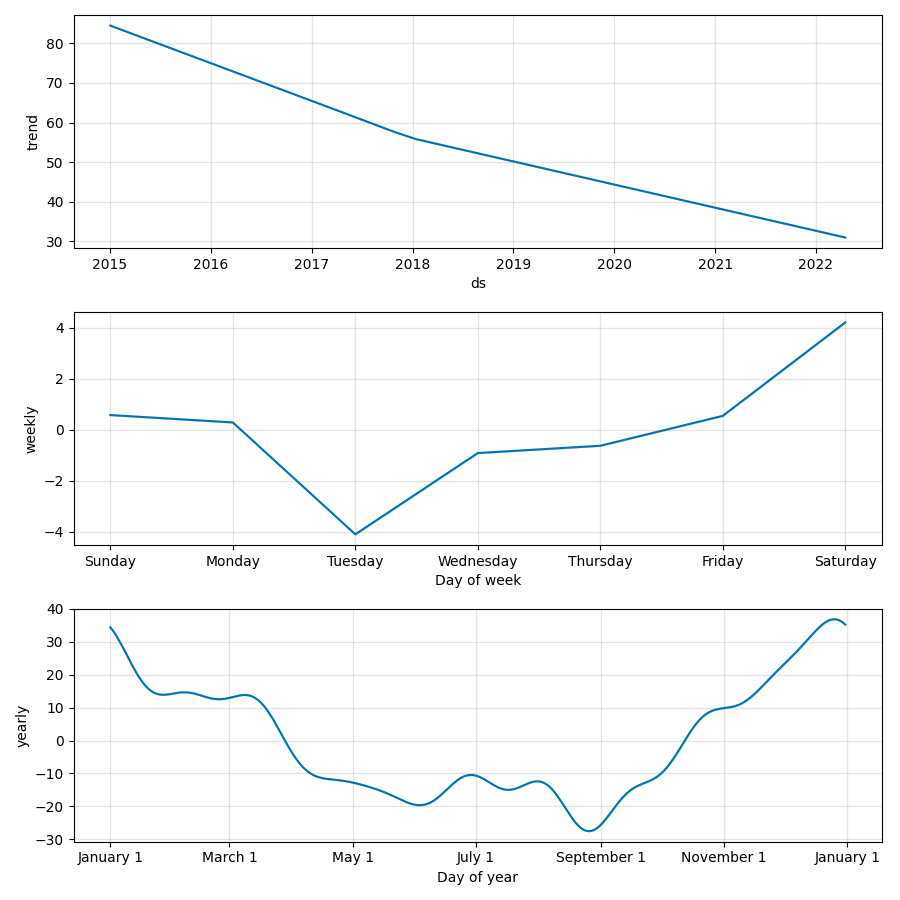 80
70
60
50
40
30
trend
2015 2016 2017 2018 2019 2020 2021 2022
ds
4
2
0
−2
−4
weekly
Sunday Monday Tuesday Wednesday Thursday Friday Saturday
Day of week
40
30
20
10
0
−10
−20
−30
yearly
January 1 March 1 May 1 July 1 September 1 November 1 January 1
Day of year